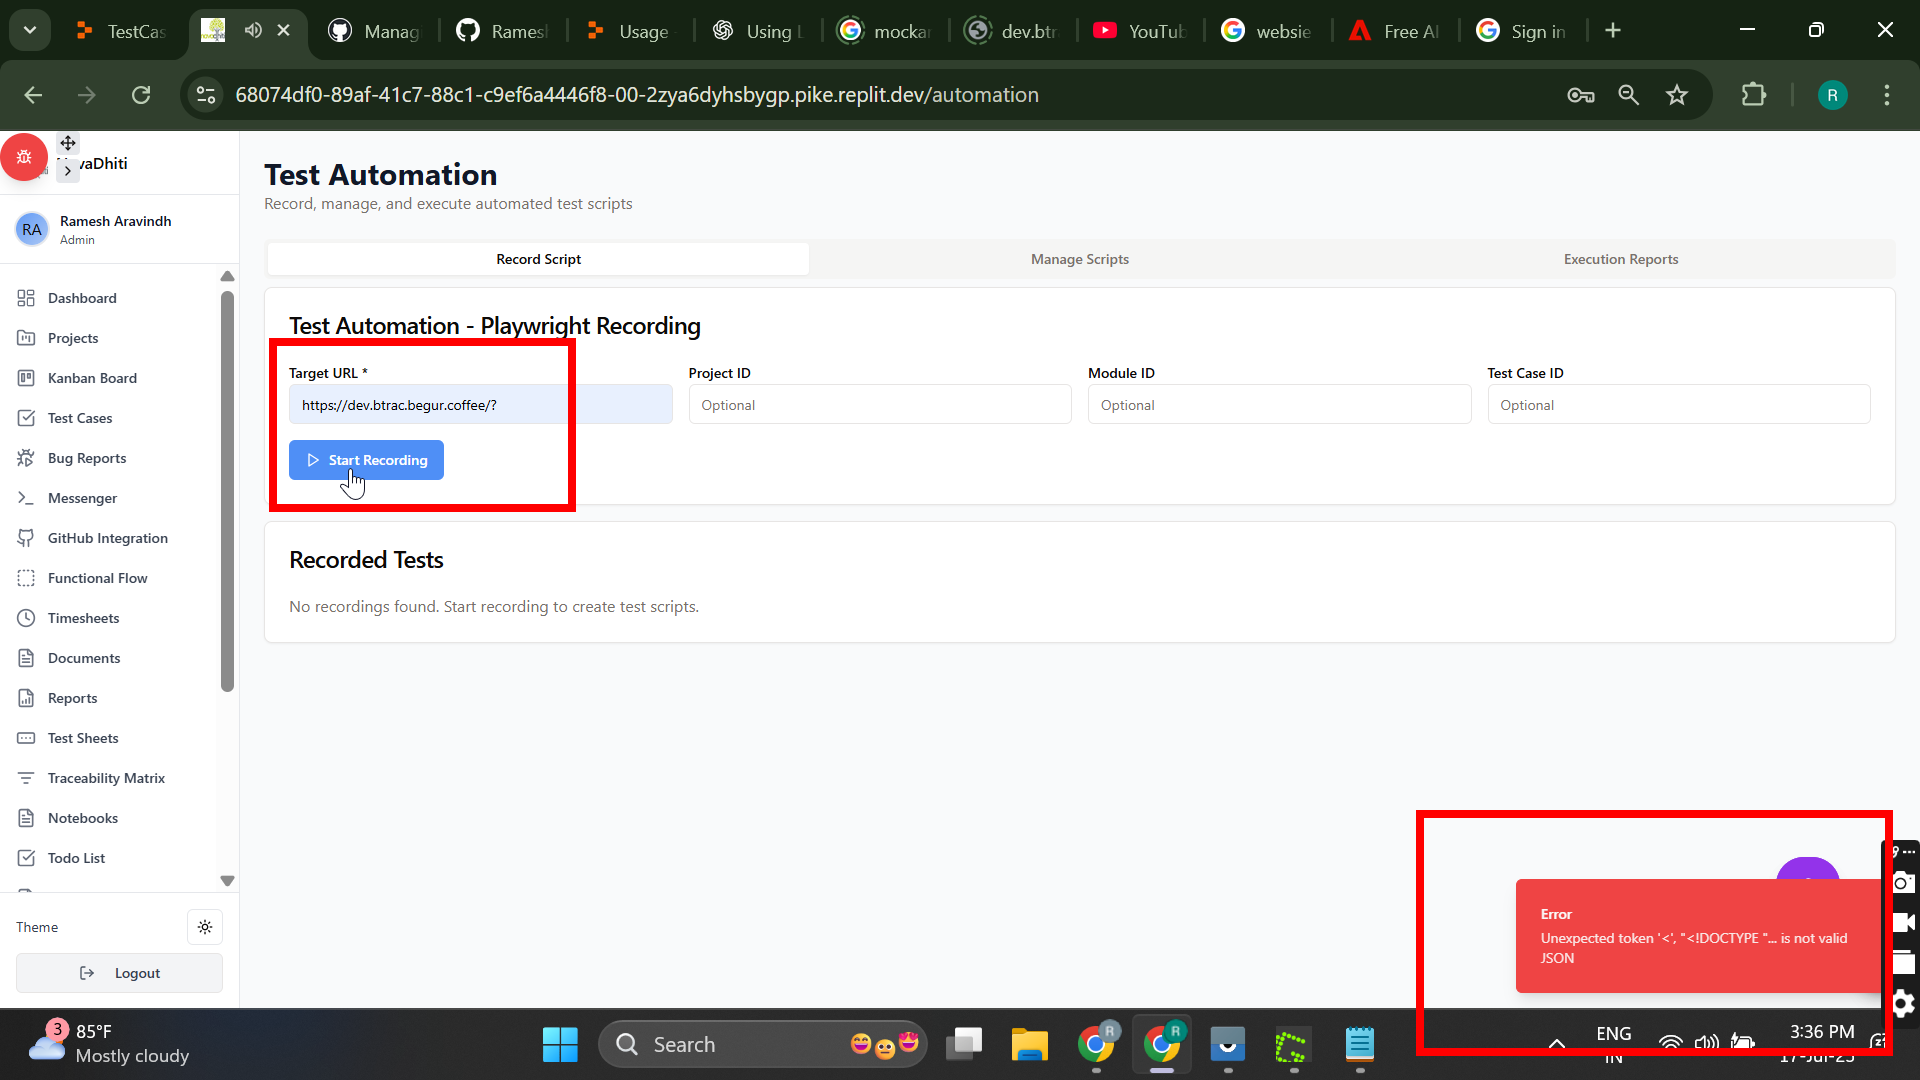 TestCas
Manag
Ramesh
Usage
Using L
mockar
dev.btr
YouTub
websie
Free AI
Sign in
68074df0-89af-41c7-88c1-c9ef6a4446f8-00-2zya6dyhsbygp.pike.replit.dev/automation
R
vaDhiti
RA
Ramesh Aravindh
Admin
Dashboard
Projects
Kanban Board
Test Cases
Bug Reports
Messenger
GitHub Integration
Functional Flow
Timesheets
Documents
Reports
Test Sheets
Traceability Matrix
Notebooks
Todo List
Theme
Logout
Test Automation
Record, manage, and execute automated test scripts
Record Script
Manage Scripts
Execution Reports
Test Automation - Playwright Recording
Target URL *
Project ID
Module ID
Test Case ID
https://dev.btrac.begur.coffee/?
Optional
Optional
Optional
Start Recording
Recorded Tests
No recordings found. Start recording to create test scripts.
Error
Unexpected token '<', "<!DOCTYPE "... is not valid
JSON
3
85°F
Mostly cloudy
Search
R
R
ENG
IN
3:36 PM
17-Jul-25